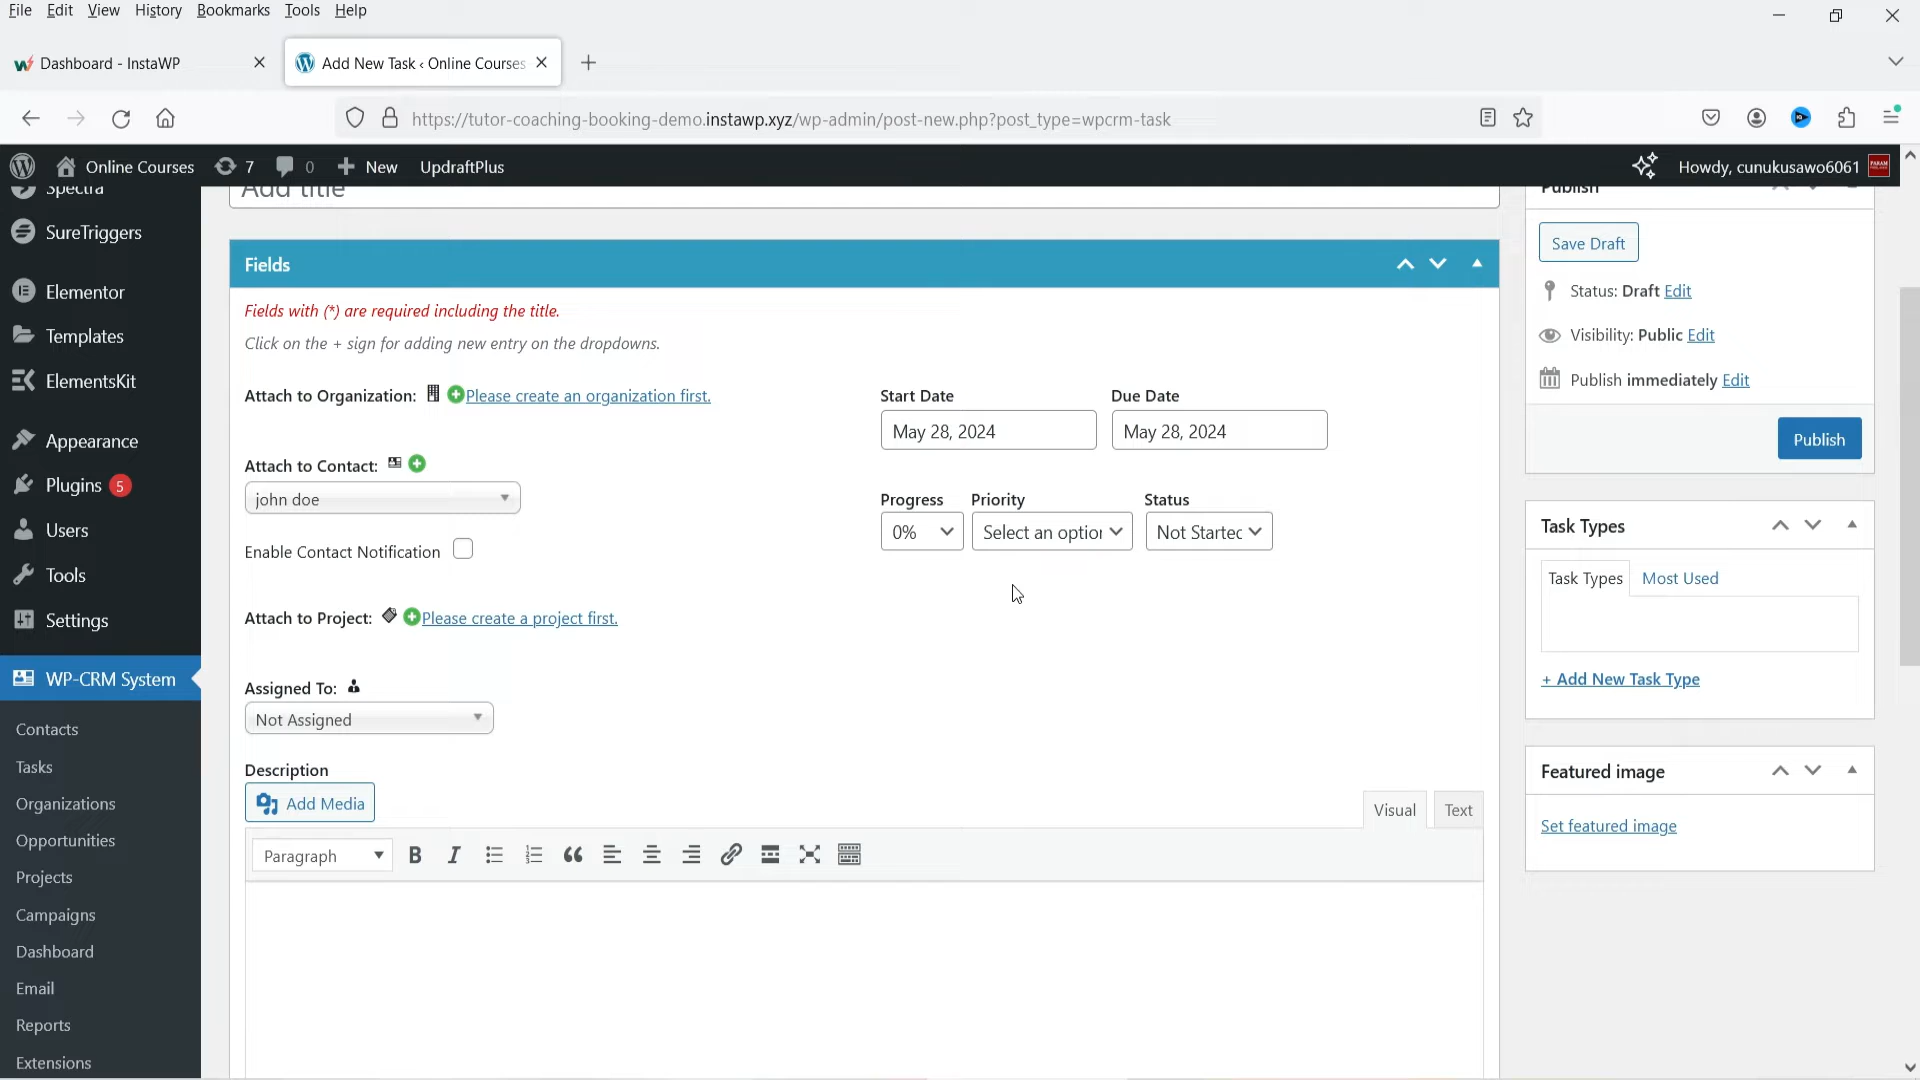 File Edit View History Bookmarks Tools Help
Dashboard - InstaWP
Add New Task ‹ Online Courses
https://tutor-coaching-booking-demo.instawp.xyz/wp-admin/post-new.php?post_type=wpcrm-task
Online Courses 7 0 New UpdraftPlus
Howdy, cunukusawo6061
Spectra
SureTriggers
Elementor
Templates
ElementsKit
Appearance
Plugins 5
Users
Tools
Settings
WP-CRM System
Contacts
Tasks
Organizations
Opportunities
Projects
Campaigns
Dashboard
Email
Reports
Extensions
Add title
Fields
Fields with (*) are required including the title.
Click on the + sign for adding new entry on the dropdowns.
Attach to Organization: Please create an organization first.
Attach to Contact:
john doe
Enable Contact Notification
Attach to Project: Please create a project first.
Assigned To:
Not Assigned
Start Date Due Date
May 28, 2024 May 28, 2024
Progress Priority Status
0% Select an option Not Started
Description
Add Media
Visual Text
Paragraph
Publish
Save Draft
Status: Draft Edit
Visibility: Public Edit
Publish immediately Edit
Publish
Task Types
Task Types Most Used
+ Add New Task Type
Featured image
Set featured image